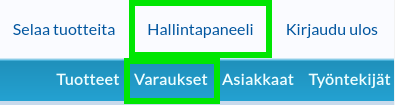 Selaa tuotteita Hallintapaneeli Kirjaudu ulos
Tuotteet Varaukset Asiakkaat Työntekijät